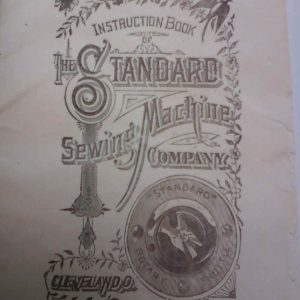 INSTRUCTION BOOK
OF
THE STANDARD
Sewing Machine
COMPANY
"STANDARD"
ROTARY SHUTTLE
CLEVELAND, O.